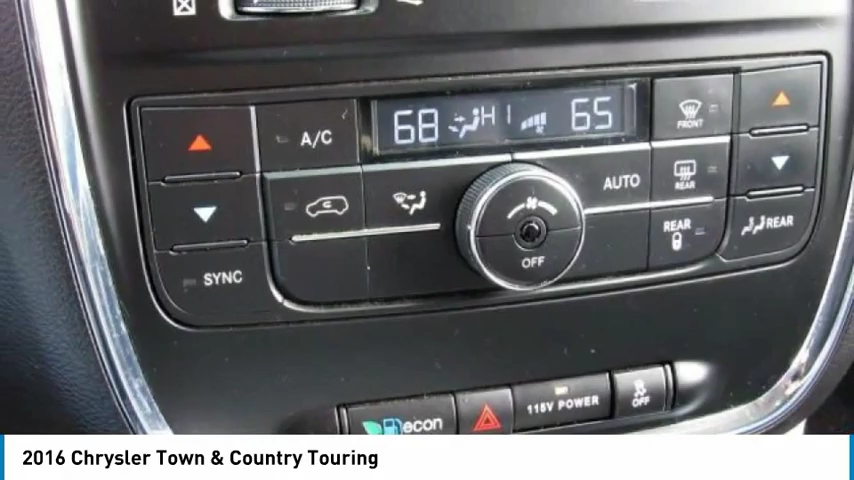 68 HI 65
A/C
FRONT
AUTO
REAR
REAR
REAR
SYNC
OFF
econ
115V POWER
OFF
2016 Chrysler Town & Country Touring